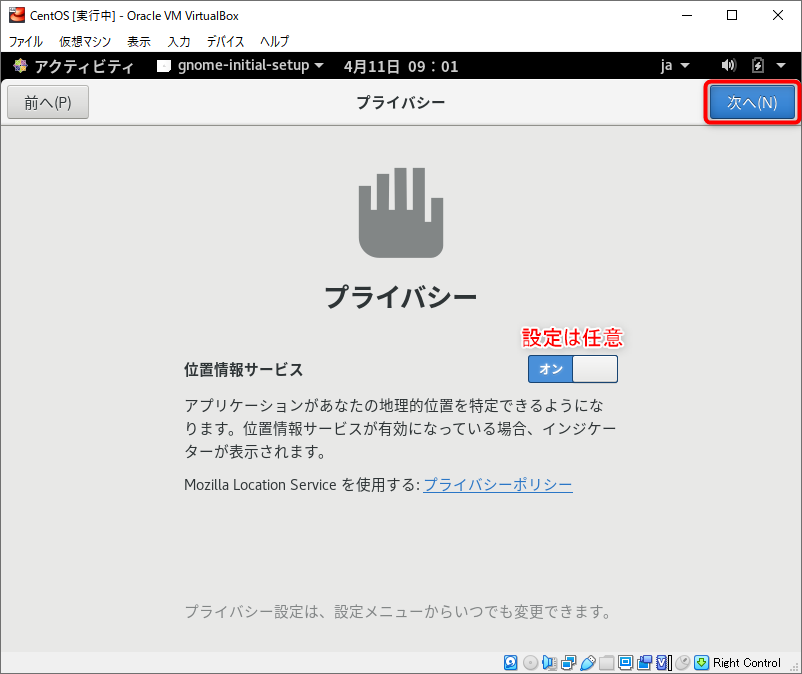 CentOS [実行中] - Oracle VM VirtualBox
ファイル 仮想マシン 表示 入力 デバイス ヘルプ
アクティビティ gnome-initial-setup 4月11日 09：01 ja
前へ(P) プライバシー 次へ(N)
プライバシー
設定は任意
位置情報サービス オン
アプリケーションがあなたの地理的位置を特定できるようにな
ります。位置情報サービスが有効になっている場合、インジケー
ターが表示されます。
Mozilla Location Service を使用する: プライバシーポリシー
プライバシー設定は、設定メニューからいつでも変更できます。
Right Control